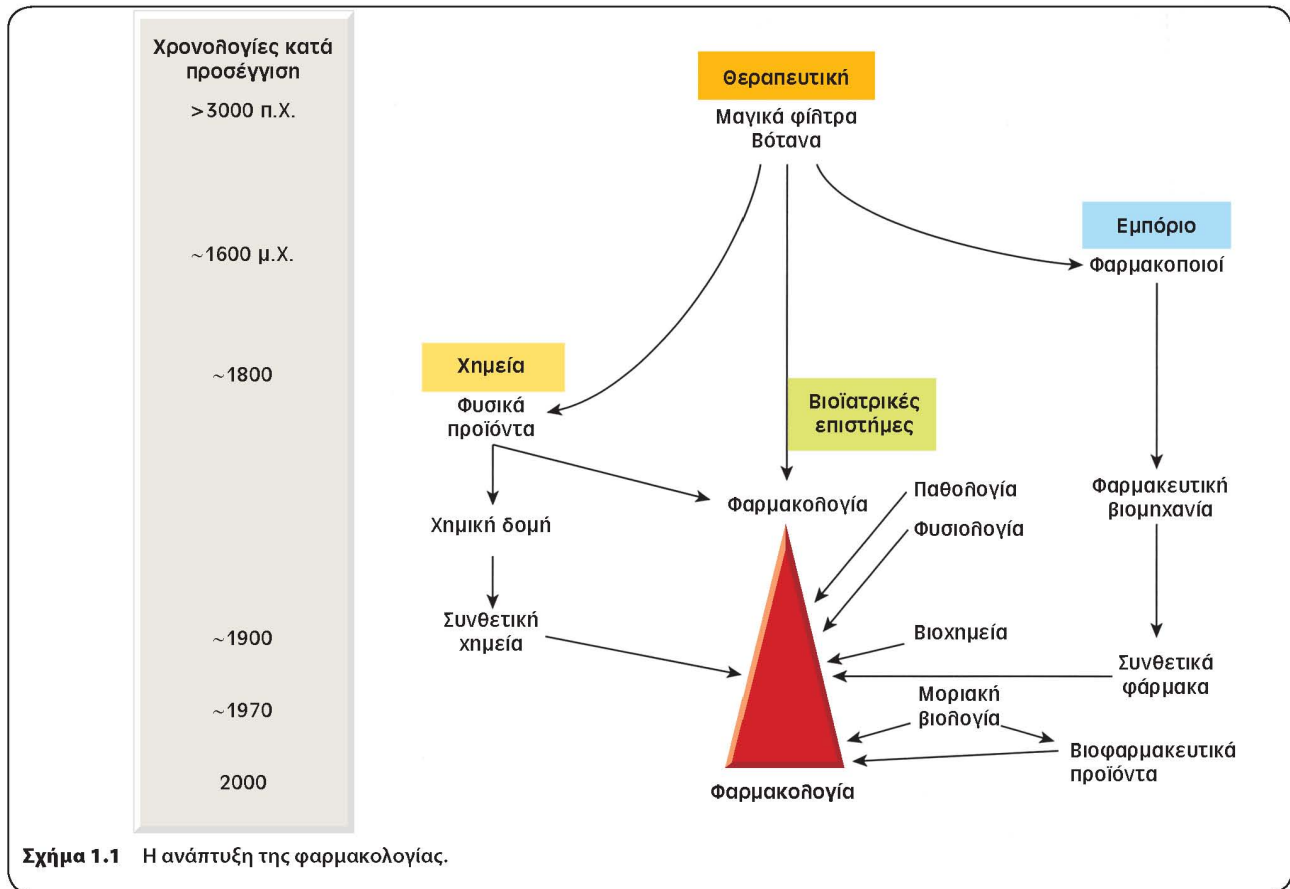 Χρονολογίες κατά
προσέγγιση
>3000 π.Χ.
~1600 μ.Χ.
~1800
~1900
~1970
2000
Θεραπευτική
Μαγικά φίλτρα
Βότανα
Εμπόριο
Φαρμακοποιοί
Χημεία
Φυσικά
προϊόντα
Βιοϊατρικές
επιστήμες
Φαρμακολογία
Παθολογία
Φυσιολογία
Φαρμακευτική
βιομηχανία
Χημική δομή
Συνθετική
χημεία
Βιοχημεία
Συνθετικά
φάρμακα
Μοριακή
βιολογία
Βιοφαρμακευτικά
προϊόντα
Φαρμακολογία
Σχήμα 1.1 Η ανάπτυξη της φαρμακολογίας.